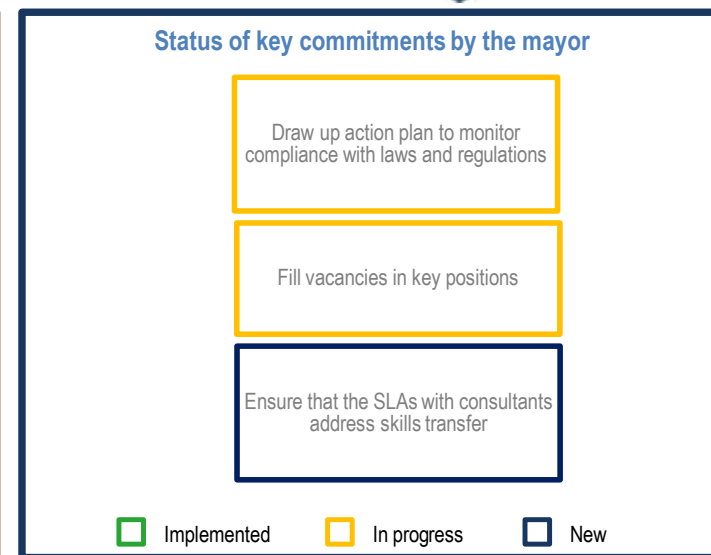 Status of key commitments by the mayor
Draw up action plan to monitor
compliance with laws and regulations
Fill vacancies in key positions
Ensure that the SLAs with consultants
address skills transfer
Implemented
In progress
New